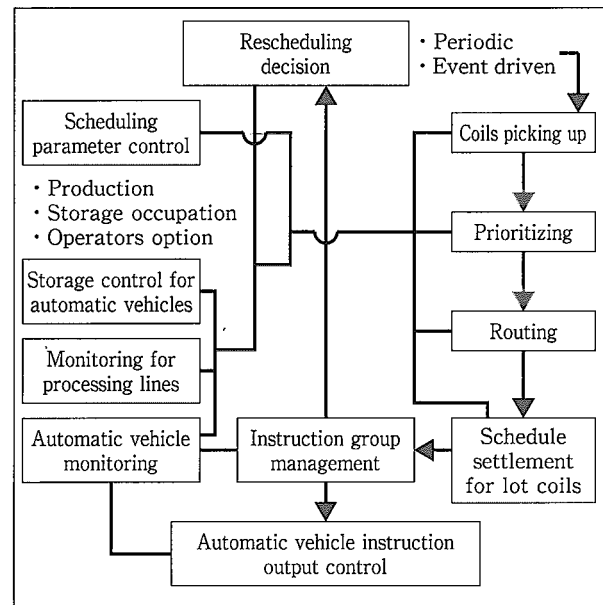 Rescheduling
decision
· Periodic
· Event driven
Scheduling
parameter control
Coils picking up
· Production
· Storage occupation
· Operators option
Prioritizing
Storage control for
automatic vehicles
Routing
Monitoring for
processing lines
Automatic vehicle
monitoring
Instruction group
management
Schedule
settlement
for lot coils
Automatic vehicle instruction
output control